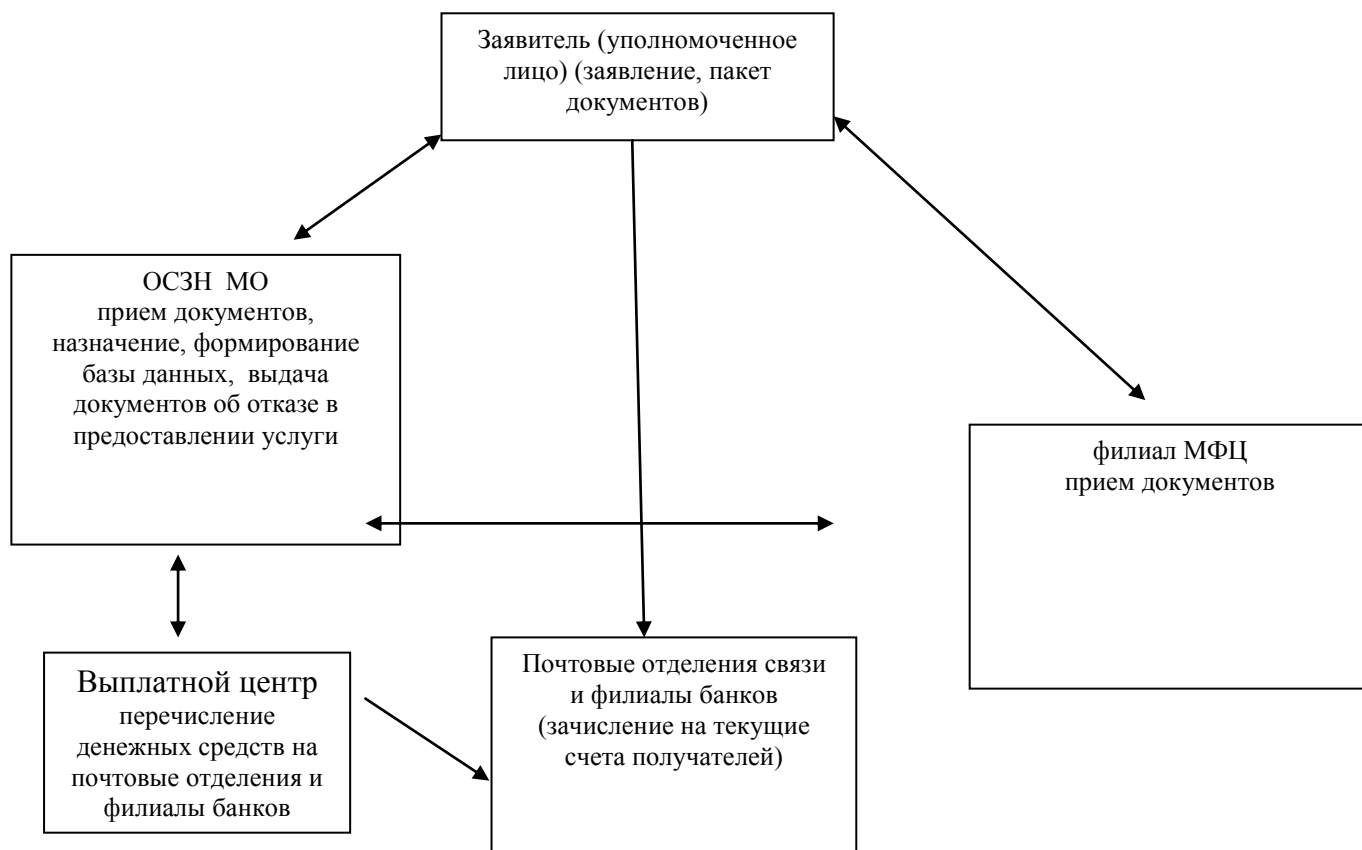 Заявитель (уполномоченное
лицо) (заявление, пакет
документов)
ОСЗН  МО
прием документов,
назначение, формирование
базы данных,  выдача
документов об отказе в
предоставлении услуги
филиал МФЦ
прием документов
Выплатной центр
перечисление
денежных средств на
почтовые отделения и
филиалы банков
Почтовые отделения связи
и филиалы банков
(зачисление на текущие
счета получателей)